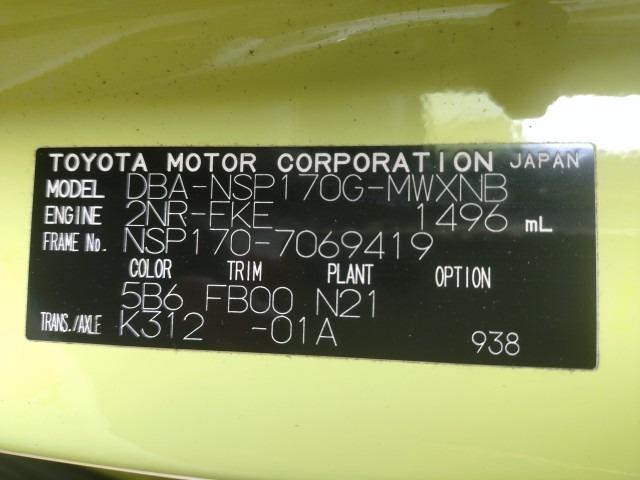 TOYOTA MOTOR CORPORATION JAPAN
MODEL DBA-NSP170G-MWXNB
ENGINE 2NR-FKE 1496 mL
FRAME No. NSP170-7069419
COLOR TRIM PLANT OPTION
5B6 FB00 N21
TRANS./AXLE K312 -01A 938